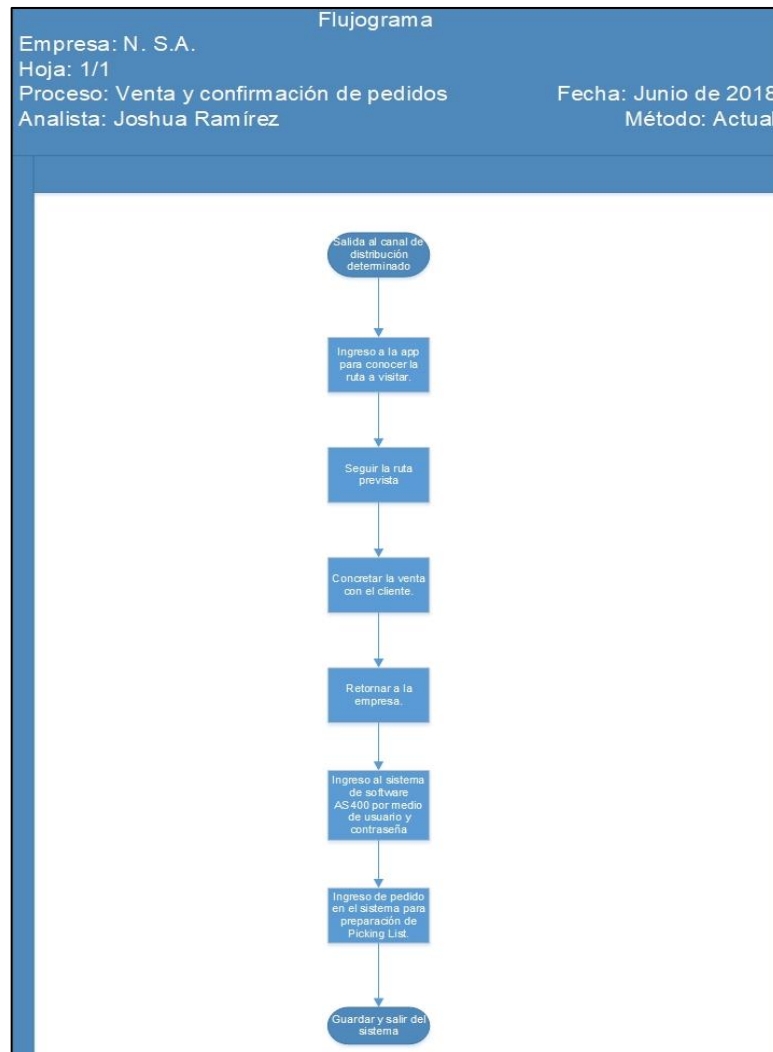 Flujograma
Empresa: N. S.A.
Hoja: 1/1
Proceso: Venta y confirmación de pedidos Fecha: Junio de 2018
Analista: Joshua Ramírez Método: Actual
Salida al canal de
distribución
determinado
Ingreso a la app
para conocer la
ruta a visitar.
Seguir la ruta
prevista
Concretar la venta
con el cliente.
Retornar a la
empresa.
Ingreso al sistema
de software
AS400 por medio
de usuario y
contraseña
Ingreso de pedido
en el sistema para
preparación de
Picking List.
Guardar y salir del
sistema